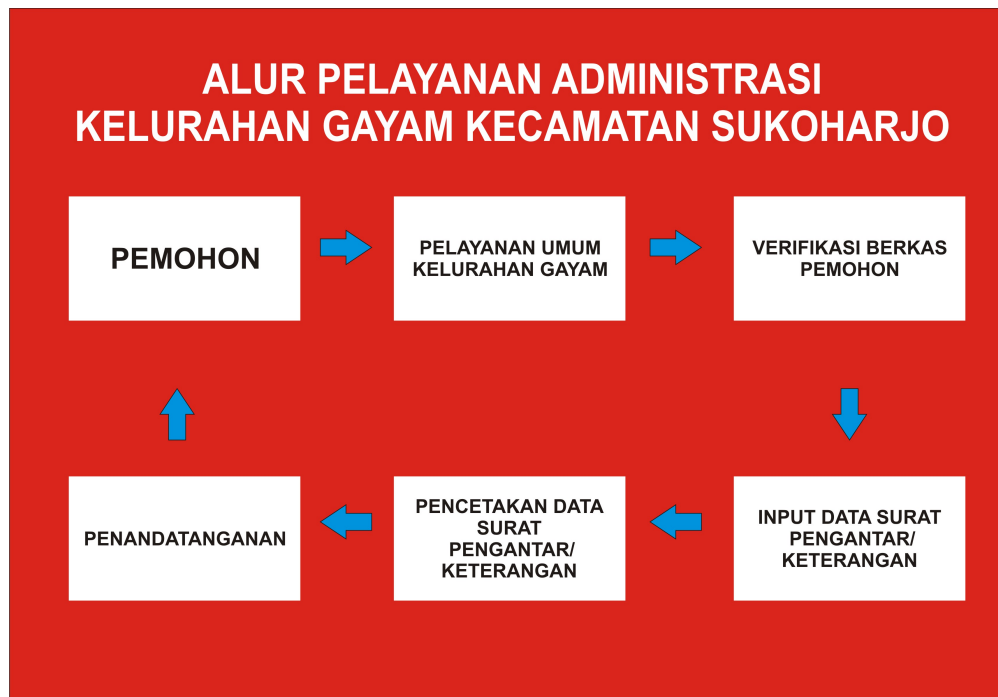 ALUR PELAYANAN ADMINISTRASI
KELURAHAN GAYAM KECAMATAN SUKOHARJO
PEMOHON
PELAYANAN UMUM
KELURAHAN GAYAM
VERIFIKASI BERKAS
PEMOHON
INPUT DATA SURAT
PENGANTAR/
KETERANGAN
PENCETAKAN DATA
SURAT
PENGANTAR/
KETERANGAN
PENANDATANGANAN